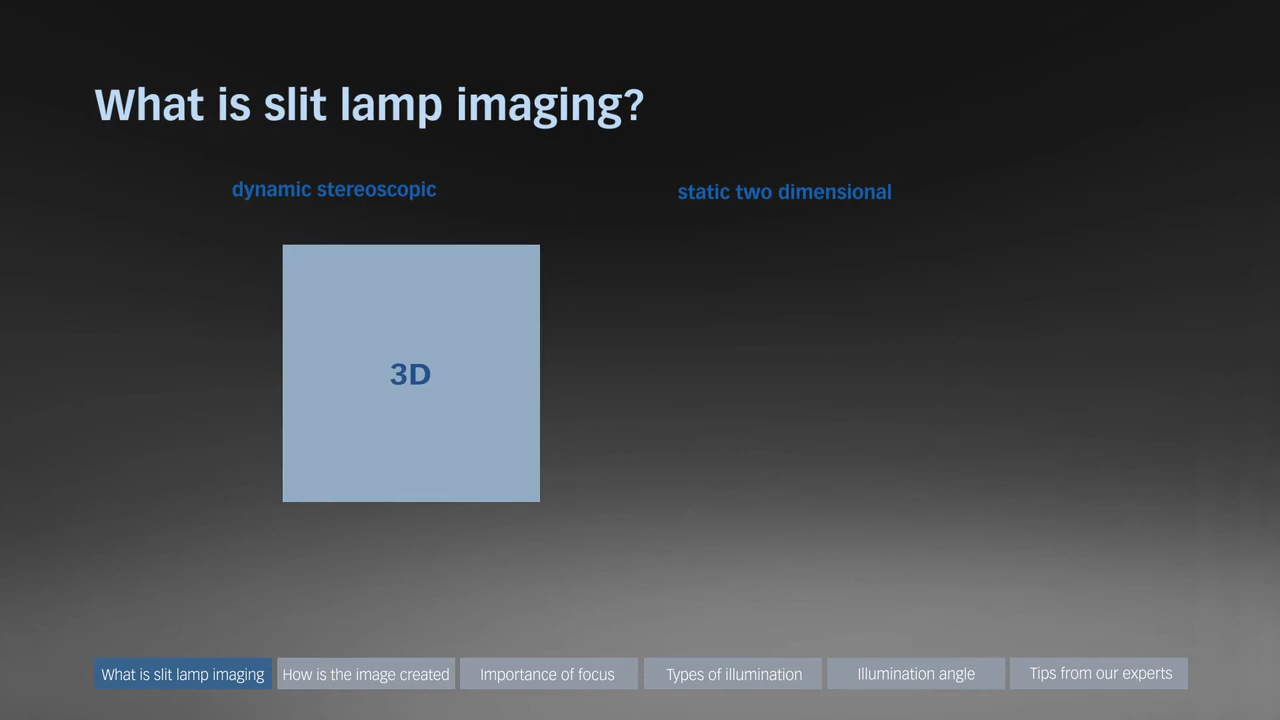 What is slit lamp imaging?
dynamic stereoscopic
static two dimensional
3D
What is slit lamp imaging
How is the image created
Importance of focus
Types of illumination
Illumination angle
Tips from our experts